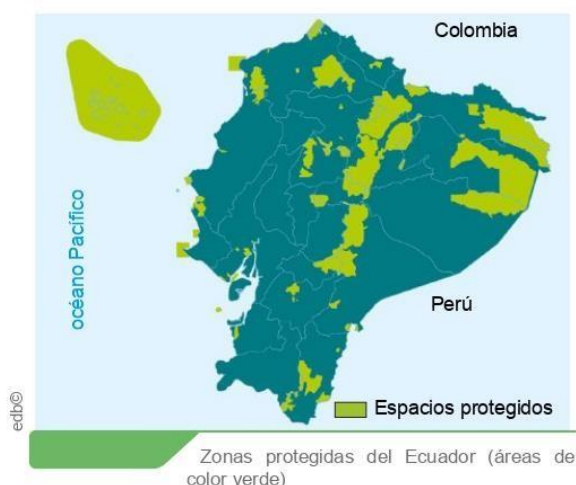 Colombia
océano Pacífico
Perú
edb©
Espacios protegidos
Zonas protegidas del Ecuador (áreas de
color verde)